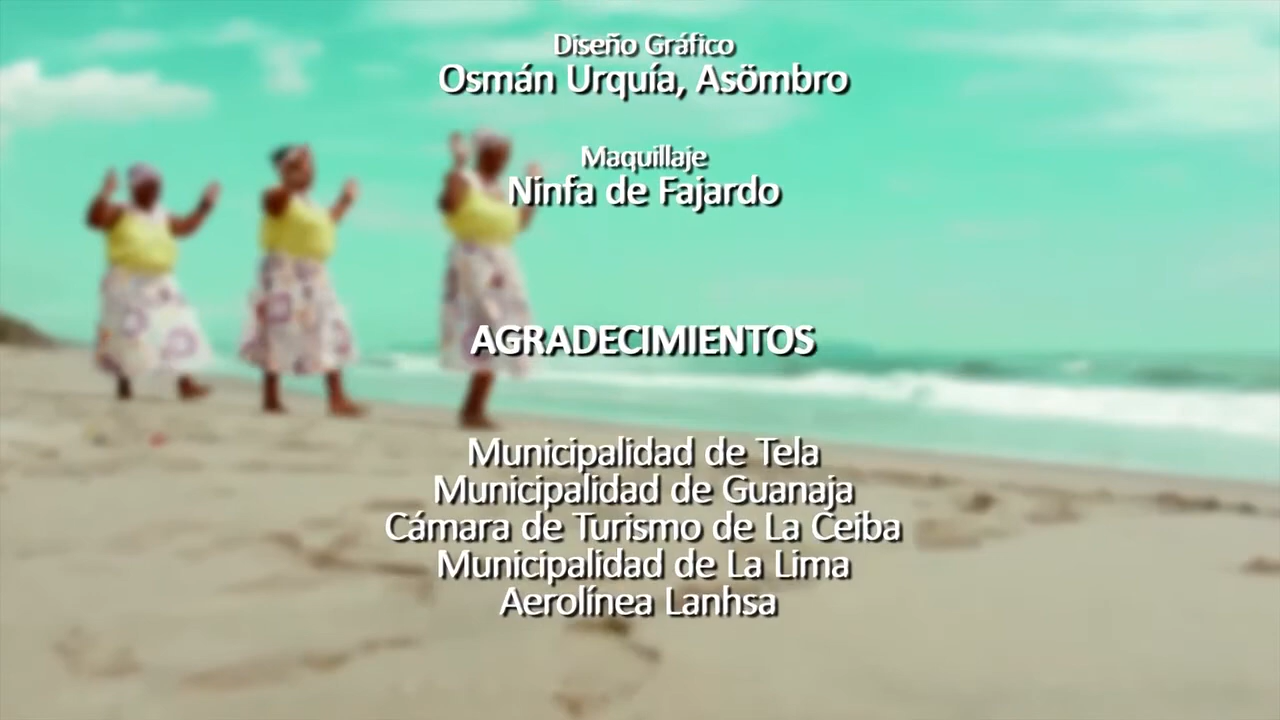 Diseño Gráfico
Osmán Urquía, Asömbro
Maquillaje
Ninfa de Fajardo
AGRADECIMIENTOS
Municipalidad de Tela
Municipalidad de Guanaja
Cámara de Turismo de La Ceiba
Municipalidad de La Lima
Aerolínea Lanhsa